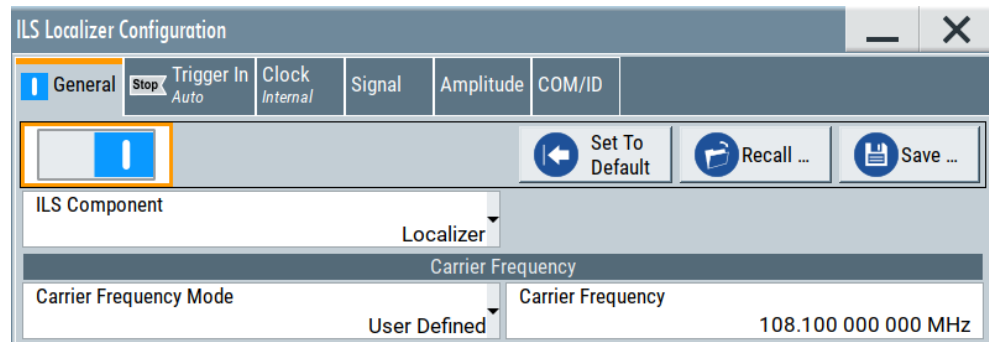 ILS Localizer Configuration
General
Stop
Trigger In
Auto
Clock
Internal
Signal
Amplitude
COM/ID
Set To
Default
Recall ...
Save ...
ILS Component
Localizer
Carrier Frequency
Carrier Frequency Mode
User Defined
Carrier Frequency
108.100 000 000 MHz